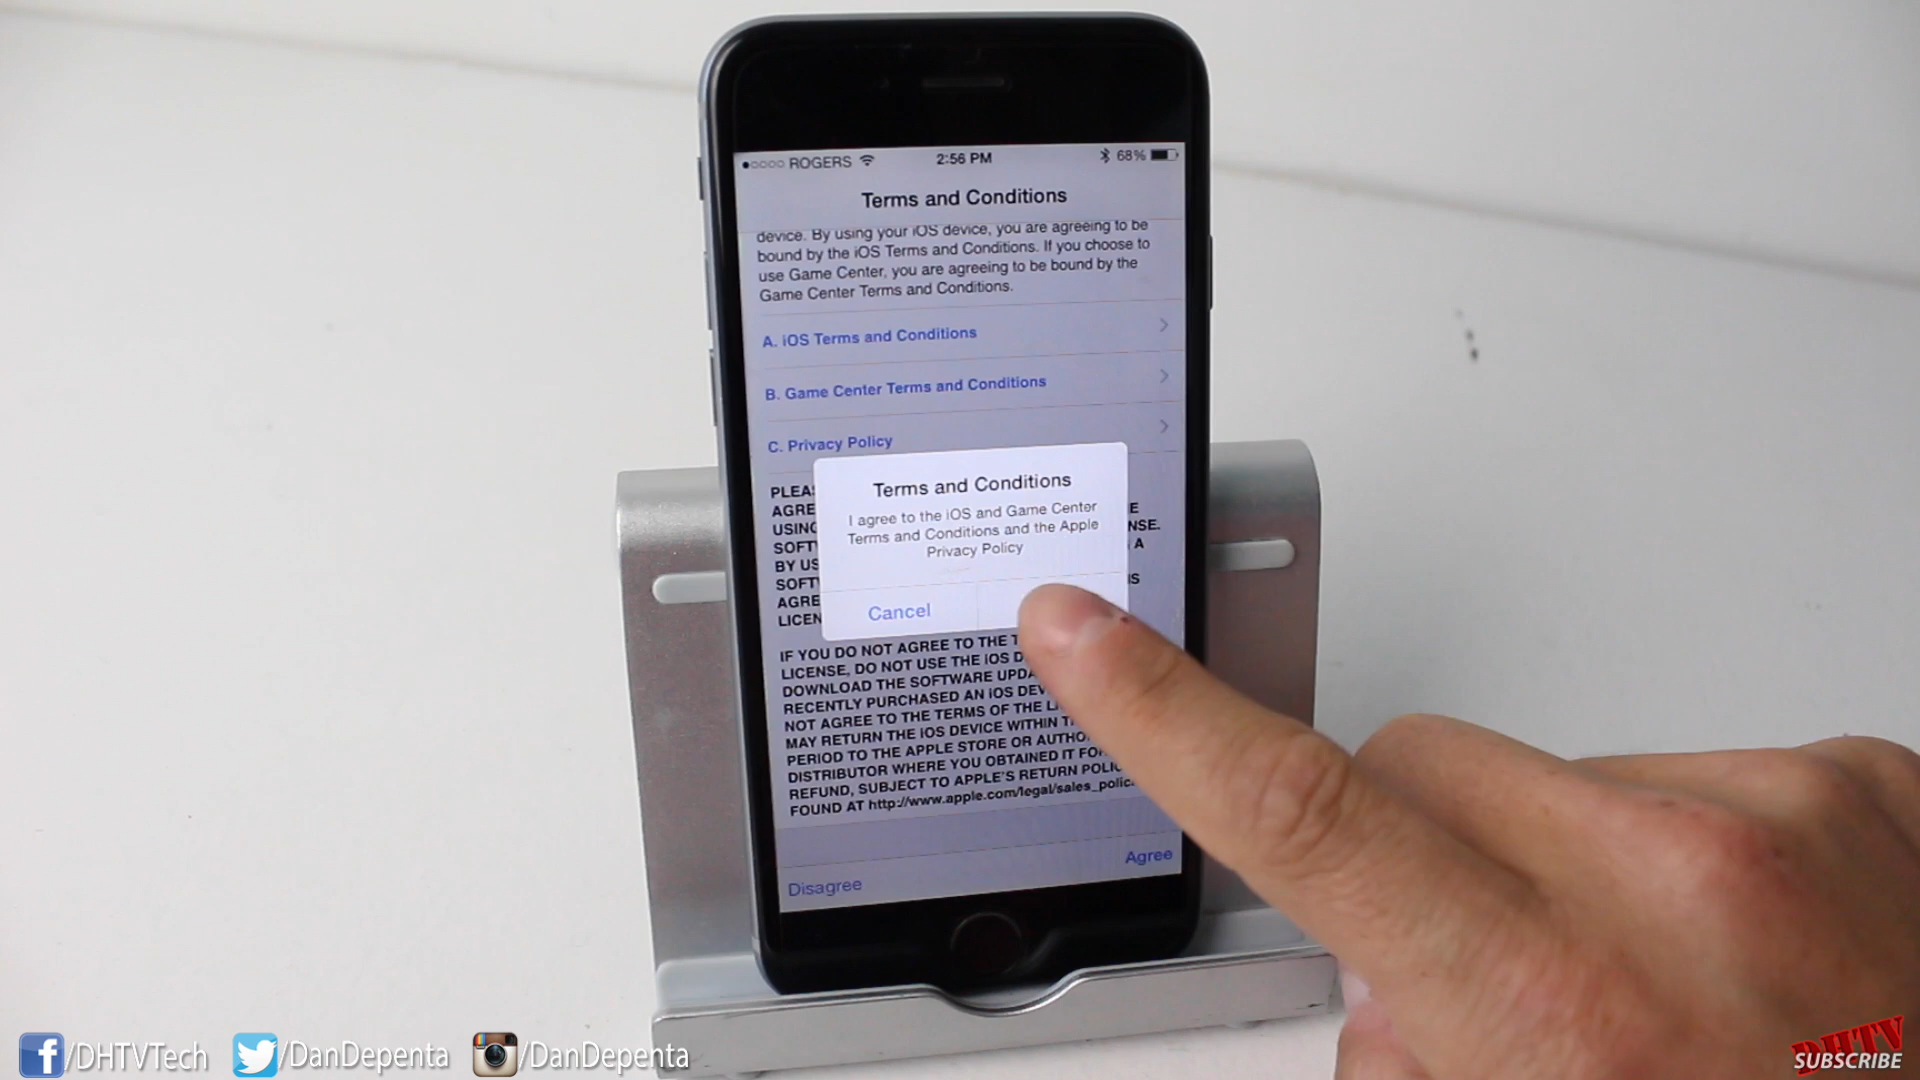 ROGERS 2:56 PM 68%
Terms and Conditions
device. By using your iOS device, you are agreeing to be
bound by the iOS Terms and Conditions. If you choose to
use Game Center, you are agreeing to be bound by the
Game Center Terms and Conditions.
A. iOS Terms and Conditions
B. Game Center Terms and Conditions
C. Privacy Policy
Terms and Conditions
I agree to the iOS and Game Center
Terms and Conditions and the Apple
Privacy Policy
Cancel
BY
A
IF YOU DO NOT AGREE TO THE
LICENSE, DO NOT USE THE iOS
DOWNLOAD THE SOFTWARE
RECENTLY PURCHASED AN iOS
NOT AGREE TO THE TERMS OF THE
MAY RETURN THE iOS DEVICE WITHIN
PERIOD TO THE APPLE STORE OR
DISTRIBUTOR WHERE YOU OBTAINED IT
REFUND, SUBJECT TO APPLE'S RETURN
FOUND AT http://www.apple.com/legal/sales_polic
Disagree Agree
/DHTVTech /DanDepenta /DanDepenta
DHTV
SUBSCRIBE